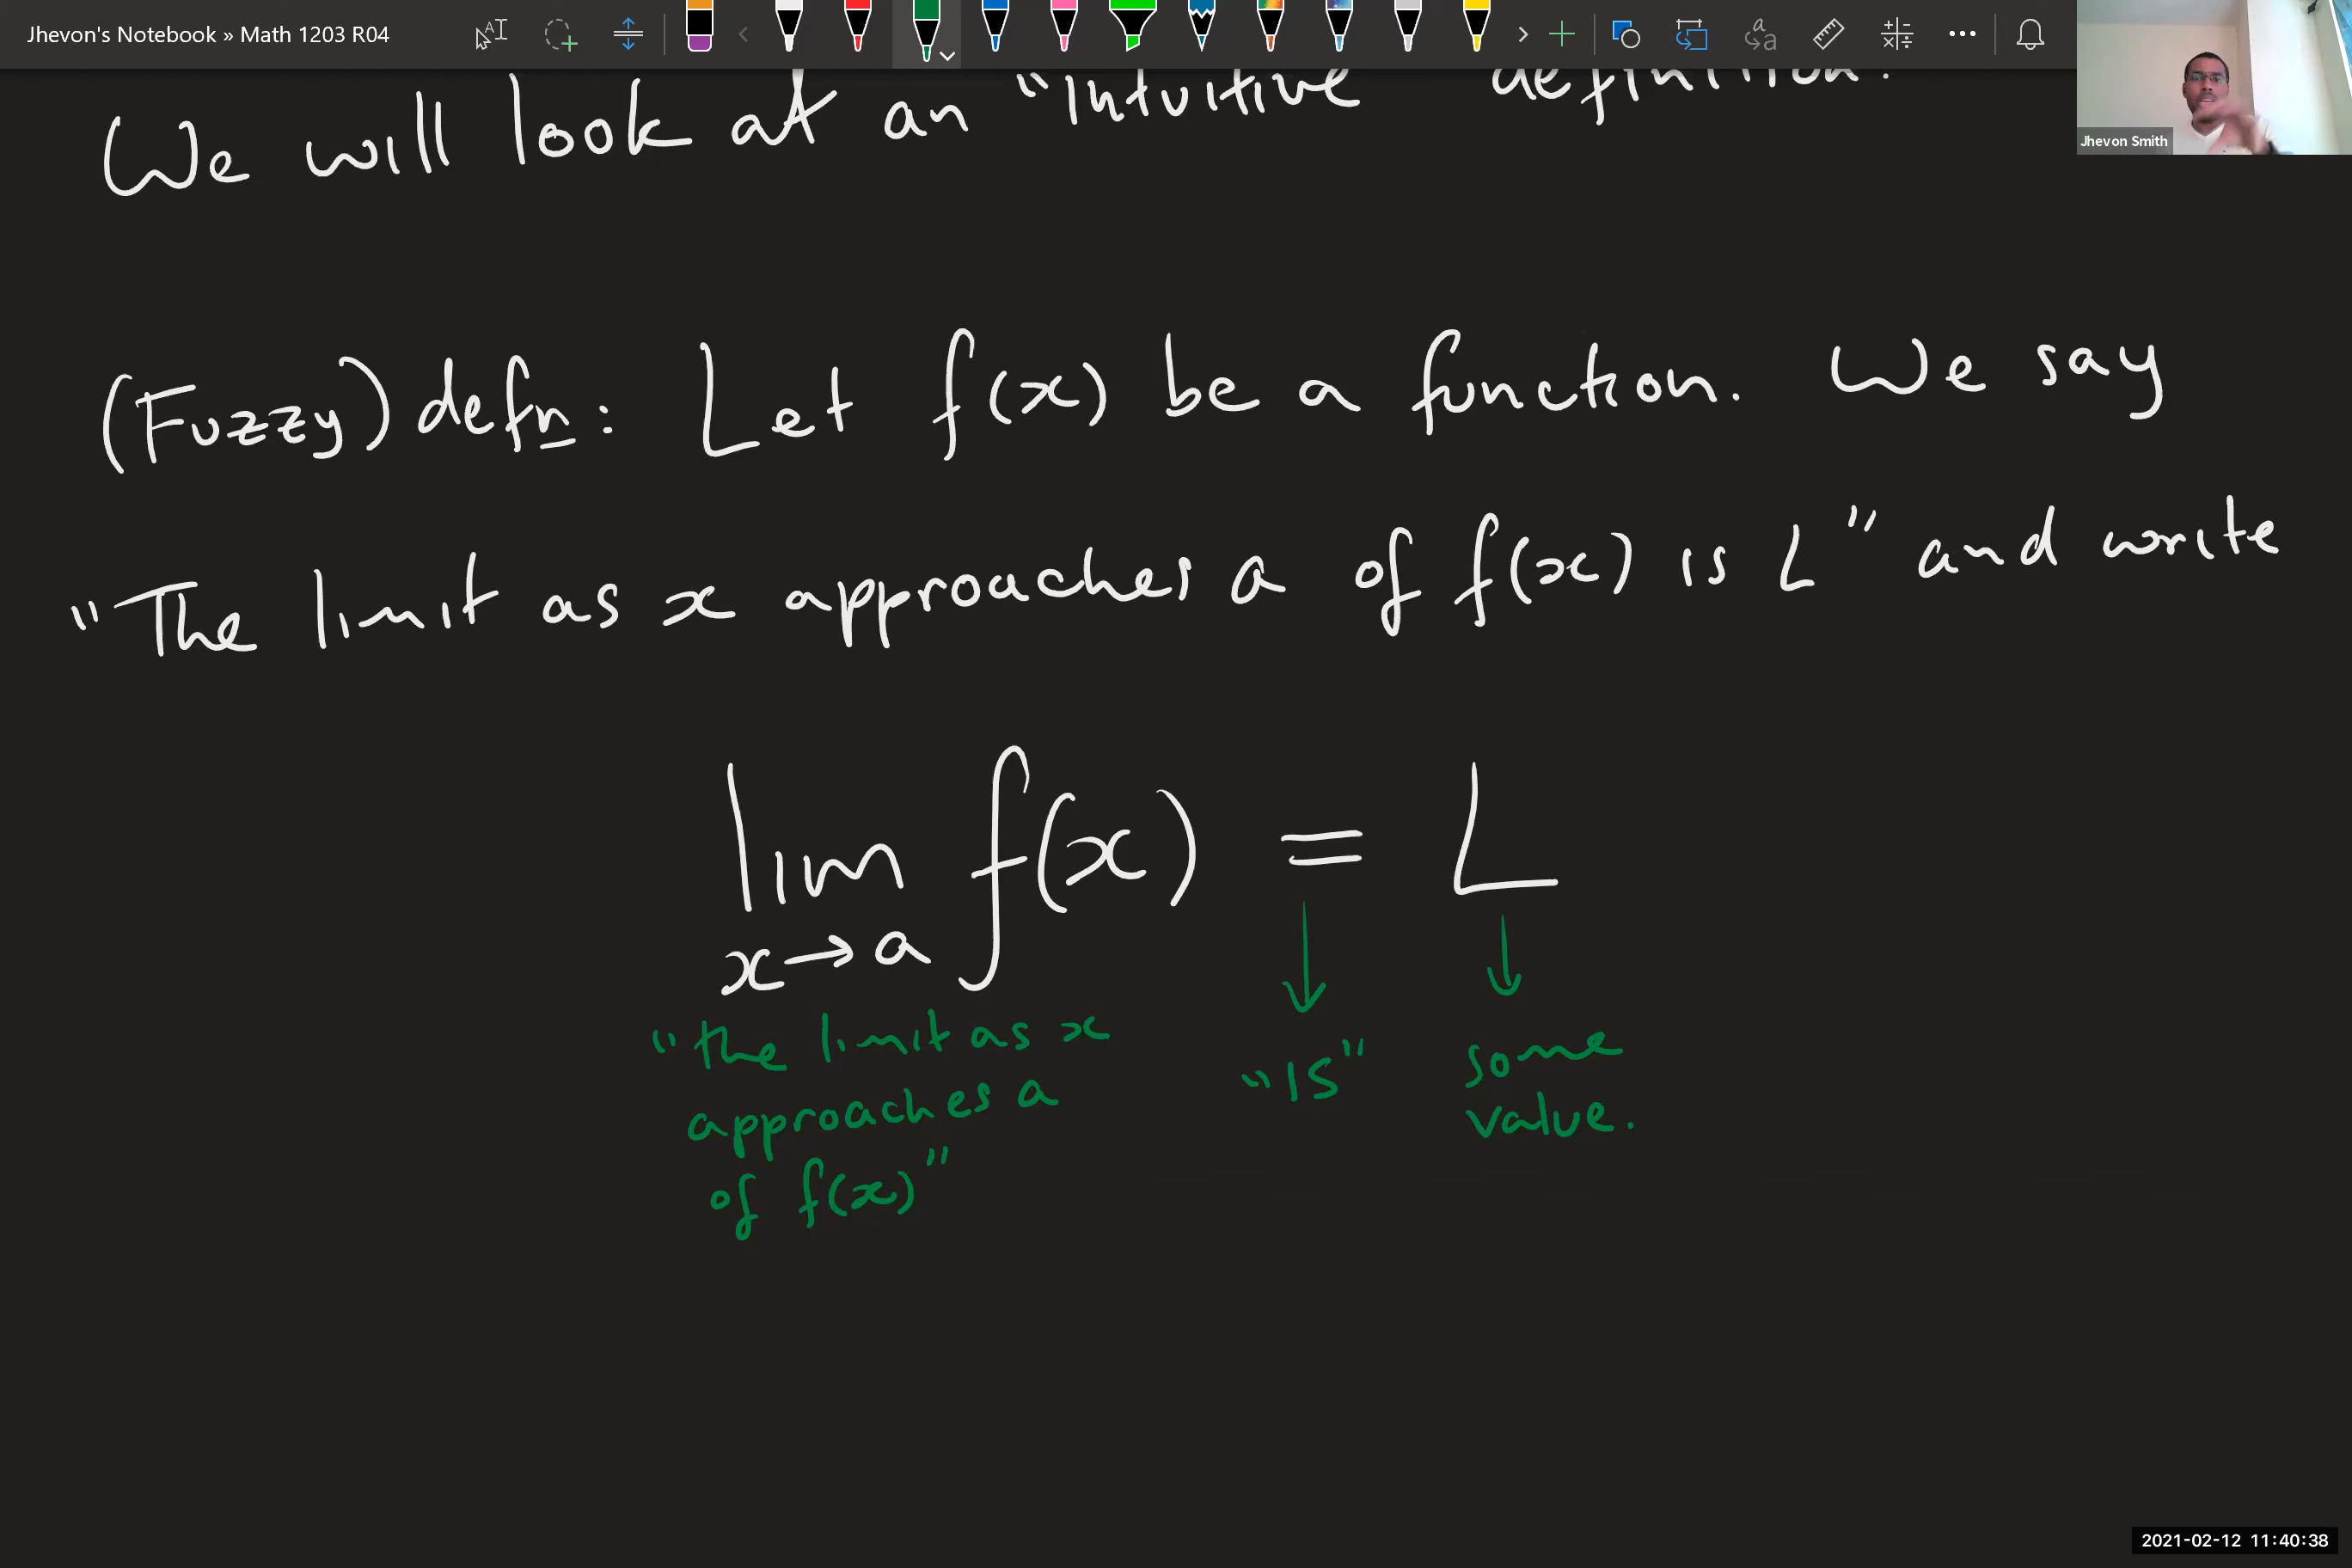 Jhevon's Notebook » Math 1203 R04
Jhevon Smith
We will look at an "intuitive" definition.
(Fuzzy) defn: Let f(x) be a function. We say
"The limit as x approaches a of f(x) is L" and write
lim f(x) = L
x→a
"the limit as x
approaches a
of f(x)"
"is"
some
value.
2021-02-12 11:40:38